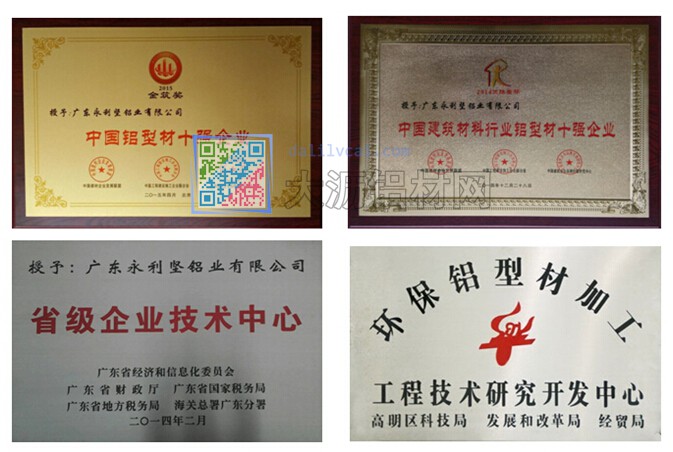 2015
金筑奖
授予:广东永利坚铝业有限公司
中国铝型材十强企业
二〇一五年四月
授予:广东永利坚铝业有限公司
中国建筑材料行业铝型材十强企业
大沥铝材网
授予：广东永利坚铝业有限公司
省级企业技术中心
广东省经济和信息化委员会
广东省财政厅 广东省国家税务局
广东省地方税务局 海关总署广东分署
二〇一四年二月
环保铝型材加工
工程技术研究开发中心
高明区科技局 发展和改革局 经贸局